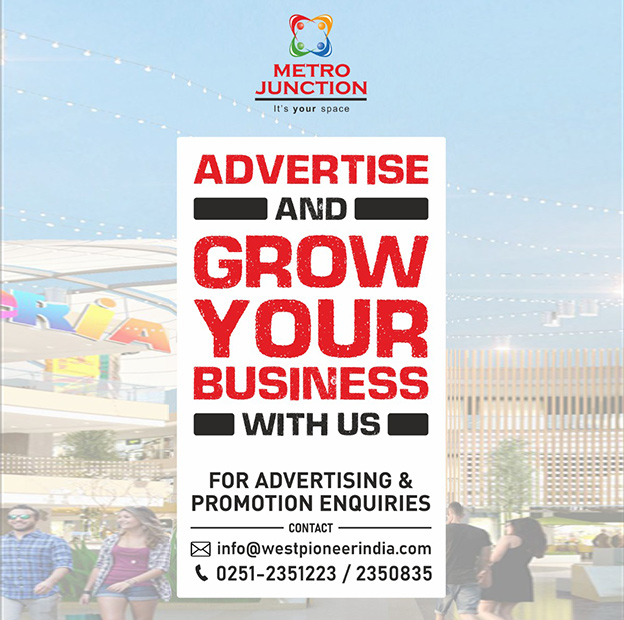 METRO
JUNCTION
It's your space
ADVERTISE
AND
GROW
YOUR
BUSINESS
WITH US
FOR ADVERTISING &
PROMOTION ENQUIRIES
CONTACT
info@westpioneerindia.com
0251-2351223 / 2350835